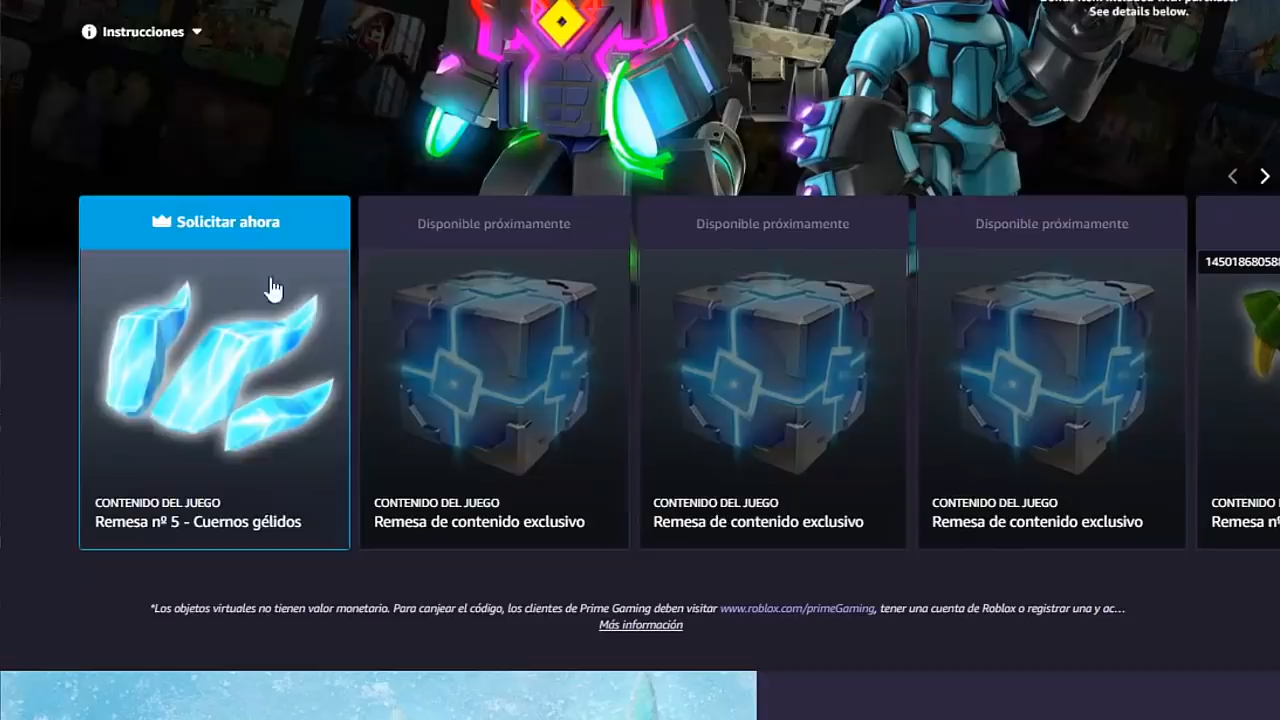 See details below.
Instrucciones
Solicitar ahora
Disponible próximamente
Disponible próximamente
Disponible próximamente
14501868058
CONTENIDO DEL JUEGO
Remesa nº 5 - Cuernos gélidos
CONTENIDO DEL JUEGO
Remesa de contenido exclusivo
CONTENIDO DEL JUEGO
Remesa de contenido exclusivo
CONTENIDO DEL JUEGO
Remesa de contenido exclusivo
CONTENIDO
Remesa nº
*Los objetos virtuales no tienen valor monetario. Para canjear el código, los clientes de Prime Gaming deben visitar www.roblox.com/primeGaming, tener una cuenta de Roblox o registrar una y ac...
Más información